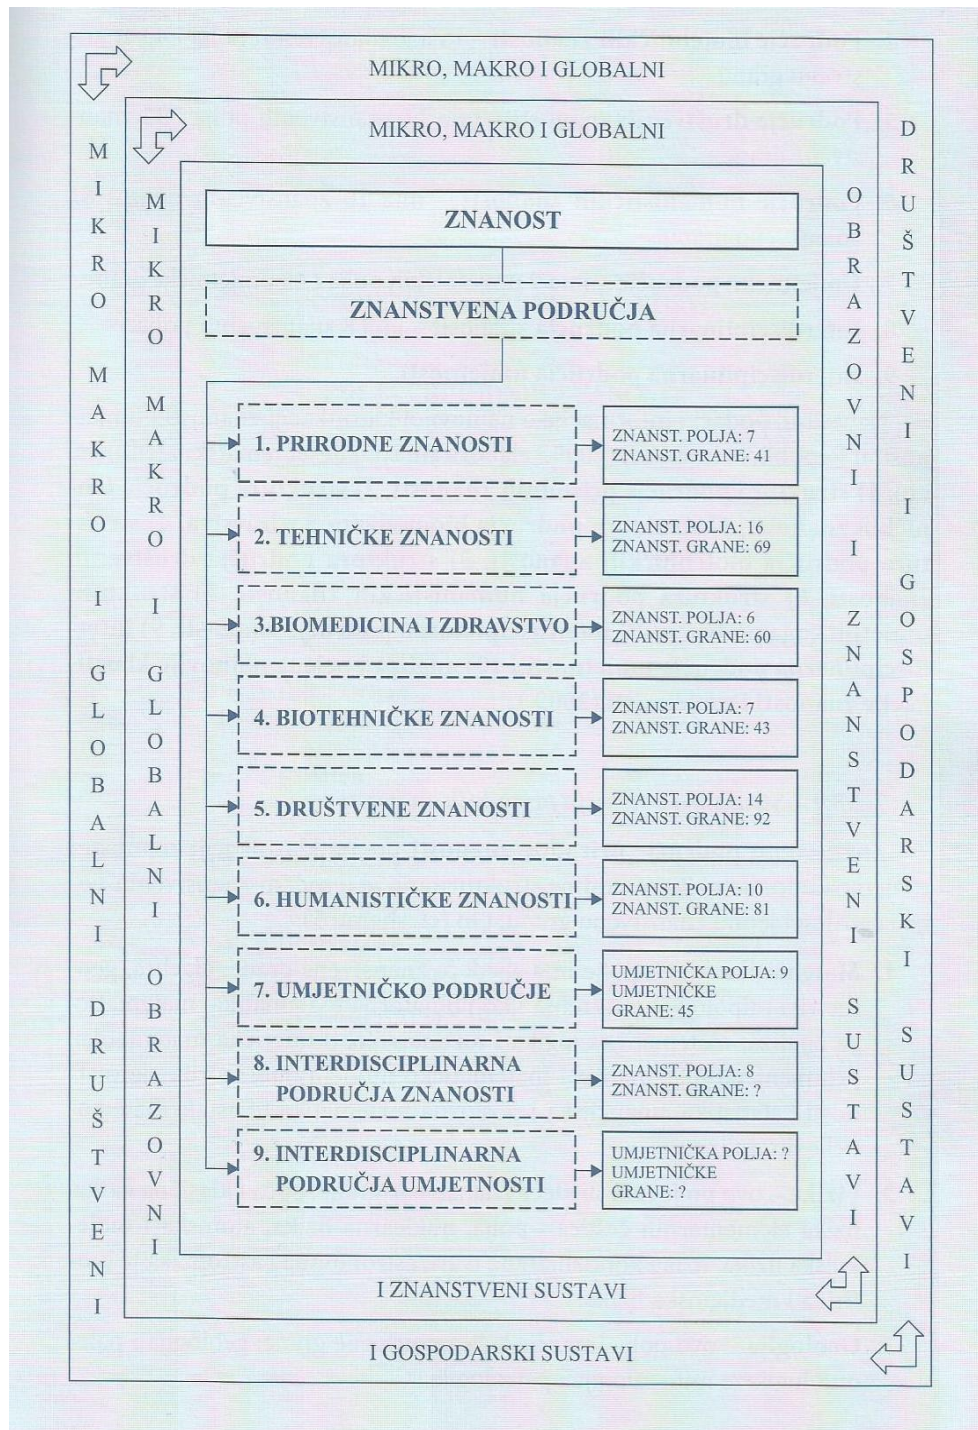 MIKRO, MAKRO I GLOBALNI
MIKRO, MAKRO I GLOBALNI
MIKRO MAKRO I GLOBALNI DRUŠTVENI
MIKRO MAKRO I GLOBALNI OBRAZOVNI
ZNANOST
ZNANSTVENA PODRUČJA
1. PRIRODNE ZNANOSTI
ZNANST. POLJA: 7
ZNANST. GRANE: 41
2. TEHNIČKE ZNANOSTI
ZNANST. POLJA: 16
ZNANST. GRANE: 69
3.BIOMEDICINA I ZDRAVSTVO
ZNANST. POLJA: 6
ZNANST. GRANE: 60
4. BIOTEHNIČKE ZNANOSTI
ZNANST. POLJA: 7
ZNANST. GRANE: 43
5. DRUŠTVENE ZNANOSTI
ZNANST. POLJA: 14
ZNANST. GRANE: 92
6. HUMANISTIČKE ZNANOSTI
ZNANST. POLJA: 10
ZNANST. GRANE: 81
7. UMJETNIČKO PODRUČJE
UMJETNIČKA POLJA: 9
UMJETNIČKE
GRANE: 45
8. INTERDISCIPLINARNA
PODRUČJA ZNANOSTI
ZNANST. POLJA: 8
ZNANST. GRANE: ?
9. INTERDISCIPLINARNA
PODRUČJA UMJETNOSTI
UMJETNIČKA POLJA: ?
UMJETNIČKE
GRANE: ?
OBRAZOVNI I ZNANSTVENI SUSTAVI
DRUŠTVENI I GOSPODARSKI SUSTAVI
I ZNANSTVENI SUSTAVI
I GOSPODARSKI SUSTAVI